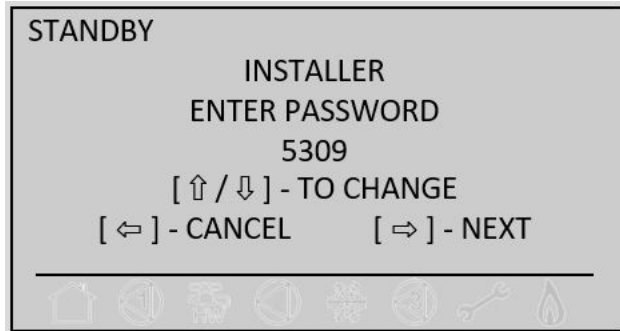 STANDBY
INSTALLER
ENTER PASSWORD
5309
[ ⇧ / ⇩ ] - TO CHANGE
[ ⇦ ] - CANCEL [ ⇨ ] - NEXT